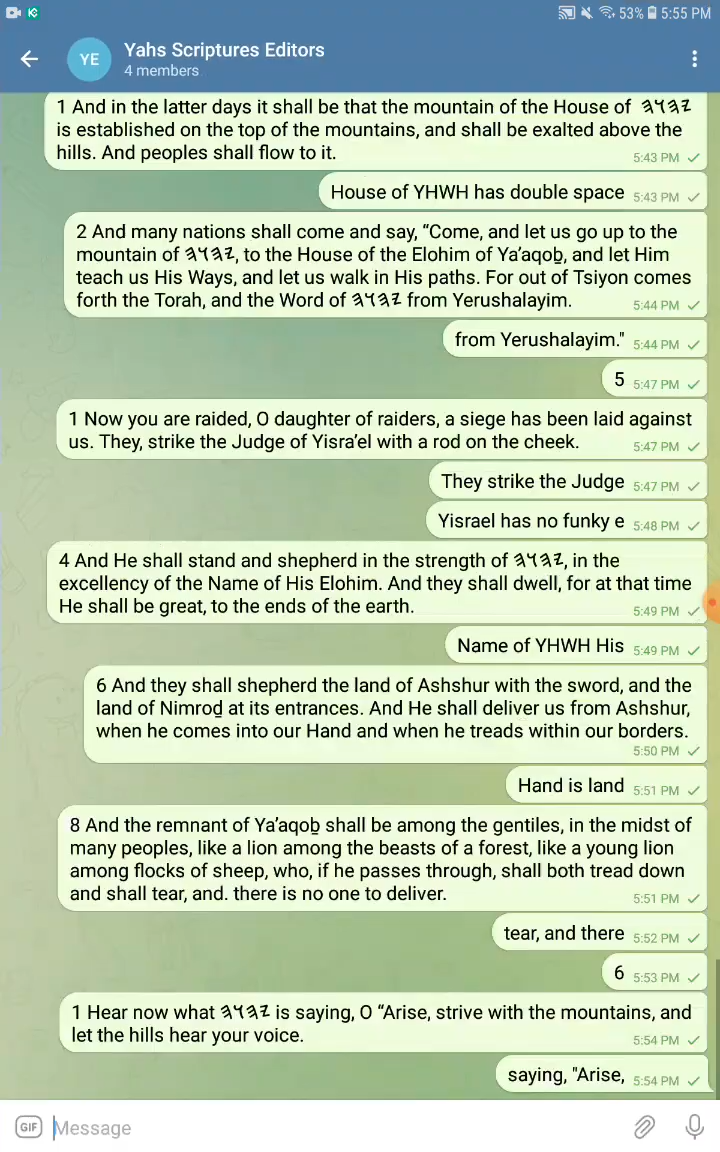 53% 5:55 PM
YE
Yahs Scriptures Editors
4 members
1 And in the latter days it shall be that the mountain of the House of 𐤉𐤄𐤅𐤄
is established on the top of the mountains, and shall be exalted above the
hills. And peoples shall flow to it.
5:43 PM
House of YHWH has double space 5:43 PM
2 And many nations shall come and say, “Come, and let us go up to the
mountain of 𐤉𐤄𐤅𐤄, to the House of the Elohim of Ya’aqoḇ, and let Him
teach us His Ways, and let us walk in His paths. For out of Tsiyon comes
forth the Torah, and the Word of 𐤉𐤄𐤅𐤄 from Yerushalayim.
5:44 PM
from Yerushalayim." 5:44 PM
5 5:47 PM
1 Now you are raided, O daughter of raiders, a siege has been laid against
us. They, strike the Judge of Yisra’el with a rod on the cheek.
5:47 PM
They strike the Judge 5:47 PM
Yisrael has no funky e 5:48 PM
4 And He shall stand and shepherd in the strength of 𐤉𐤄𐤅𐤄, in the
excellency of the Name of His Elohim. And they shall dwell, for at that time
He shall be great, to the ends of the earth.
5:49 PM
Name of YHWH His 5:49 PM
6 And they shall shepherd the land of Ashshur with the sword, and the
land of Nimroḏ at its entrances. And He shall deliver us from Ashshur,
when he comes into our Hand and when he treads within our borders.
5:50 PM
Hand is land 5:51 PM
8 And the remnant of Ya’aqoḇ shall be among the gentiles, in the midst of
many peoples, like a lion among the beasts of a forest, like a young lion
among flocks of sheep, who, if he passes through, shall both tread down
and shall tear, and. there is no one to deliver.
5:51 PM
tear, and there 5:52 PM
6 5:53 PM
1 Hear now what 𐤉𐤄𐤅𐤄 is saying, O “Arise, strive with the mountains, and
let the hills hear your voice.
5:54 PM
saying, "Arise, 5:54 PM
GIF Message